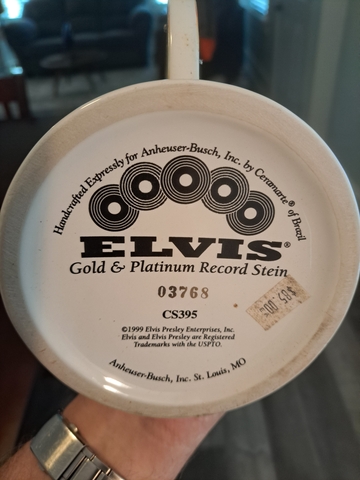 Handcrafted Expressly for Anheuser-Busch, Inc. by Ceramarte® of Brazil
ELVIS®
Gold & Platinum Record Stein
03768
CS395
©1999 Elvis Presley Enterprises, Inc.
Elvis and Elvis Presley are Registered
Trademarks with the USPTO.
Anheuser-Busch, Inc. St. Louis, MO